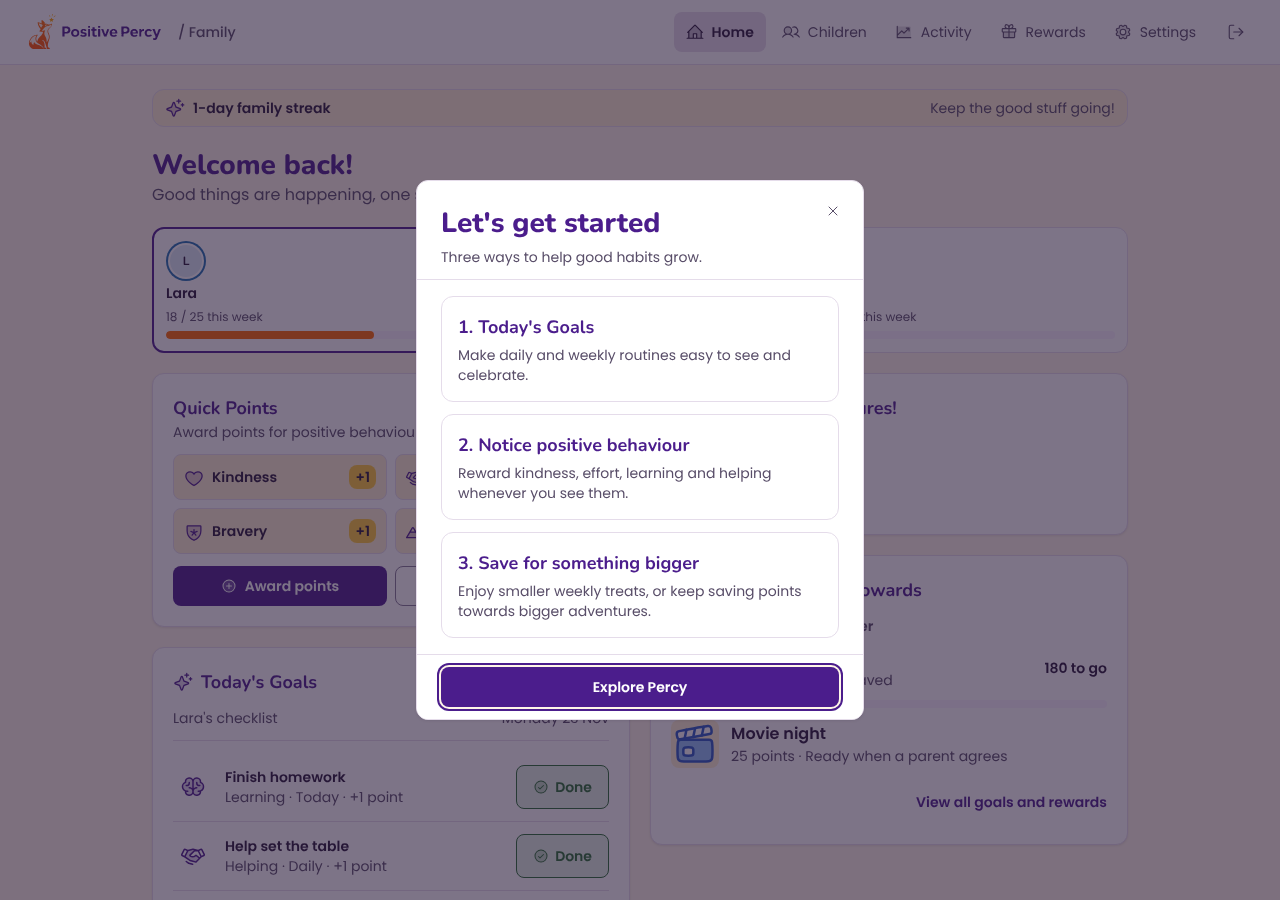 Positive Percy / Family
Home
Children
Activity
Rewards
Settings
1-day family streak
Keep the good stuff going!
Welcome back!
Good things are happening, one
L
Lara
18 / 25 this week
this week
Quick Points
Award points for positive behaviou
Kindness +1
Bravery +1
Award points
Let's get started
Three ways to help good habits grow.
1. Today's Goals
Make daily and weekly routines easy to see and
celebrate.
2. Notice positive behaviour
Reward kindness, effort, learning and helping
whenever you see them.
3. Save for something bigger
Enjoy smaller weekly treats, or keep saving points
towards bigger adventures.
Explore Percy
Today's Goals
Lara's checklist
Finish homework
Learning · Today · +1 point
Done
Help set the table
Helping · Daily · +1 point
Done
180 to go
Movie night
25 points · Ready when a parent agrees
View all goals and rewards